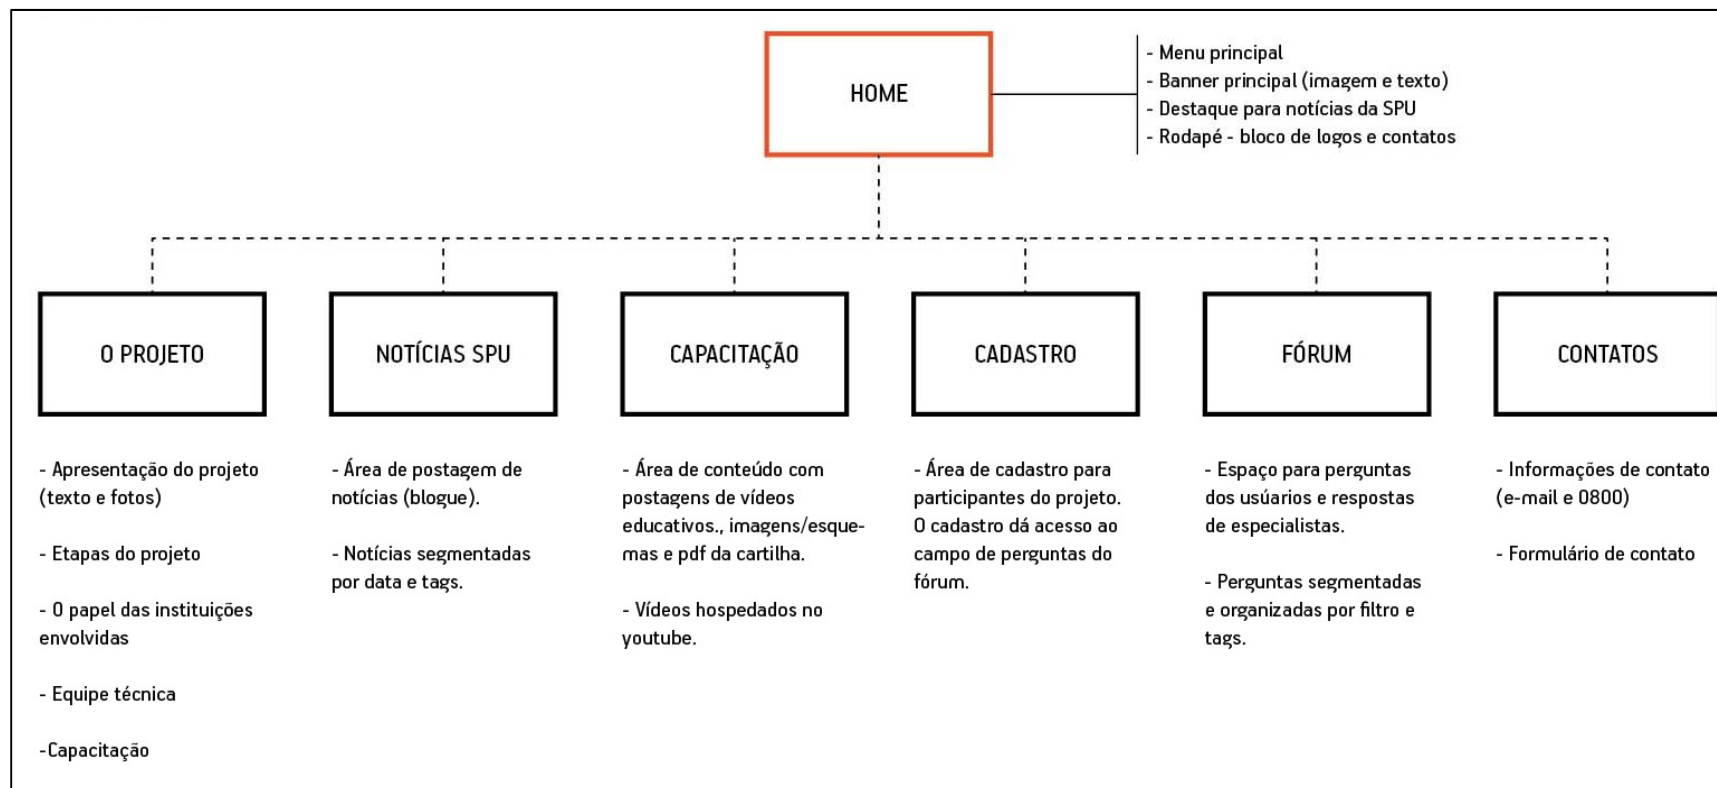 HOME
- Menu principal
- Banner principal (imagem e texto)
- Destaque para notícias da SPU
- Rodapé - bloco de logos e contatos
O PROJETO
- Apresentação do projeto
(texto e fotos)
- Etapas do projeto
- O papel das instituições
envolvidas
- Equipe técnica
-Capacitação
NOTÍCIAS SPU
- Área de postagem de
notícias (blogue).
- Notícias segmentadas
por data e tags.
CAPACITAÇÃO
- Área de conteúdo com
postagens de vídeos
educativos., imagens/esque-
mas e pdf da cartilha.
- Vídeos hospedados no
youtube.
CADASTRO
- Área de cadastro para
participantes do projeto.
O cadastro dá acesso ao
campo de perguntas do
fórum.
FÓRUM
- Espaço para perguntas
dos usúarios e respostas
de especialistas.
- Perguntas segmentadas
e organizadas por filtro e
tags.
CONTATOS
- Informações de contato
(e-mail e 0800)
- Formulário de contato